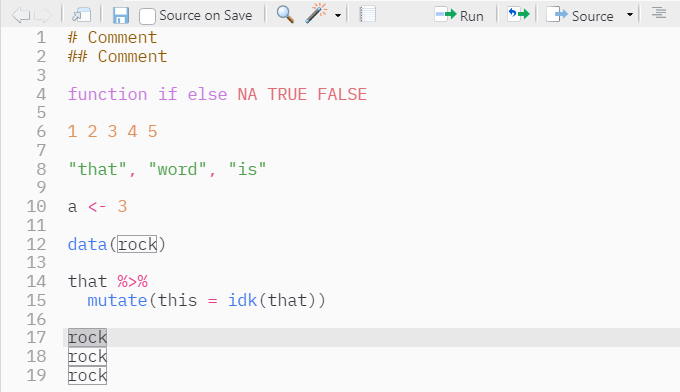 Source on Save Run Source
1 # Comment
2 ## Comment
3
4 function if else NA TRUE FALSE
5
6 1 2 3 4 5
7
8 "that", "word", "is"
9
10 a <- 3
11
12 data(rock)
13
14 that %>%
15   mutate(this = idk(that))
16
17 rock
18 rock
19 rock